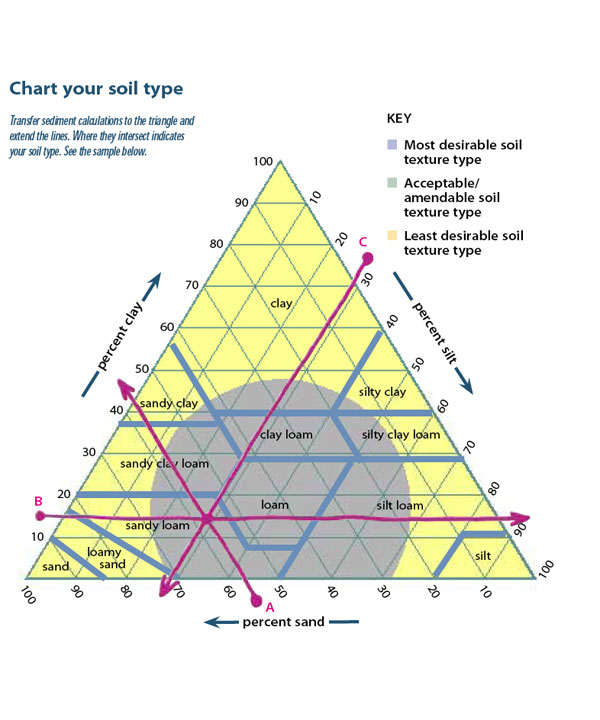 Chart your soil type
Transfer sediment calculations to the triangle and
extend the lines. Where they intersect indicates
your soil type. See the sample below.
KEY
Most desirable soil
texture type
Acceptable/
amendable soil
texture type
Least desirable soil
texture type
100
90
10
80
20
C
70
30
clay
percent clay
percent silt
60
40
50
50
silty clay
40
sandy clay
60
clay loam
silty clay loam
30
sandy clay loam
70
20
80
B
loam
silt loam
sandy loam
90
10
loamy
sand
sand
silt
100
100
90
80
70
60
50
40
30
20
10
A
percent sand